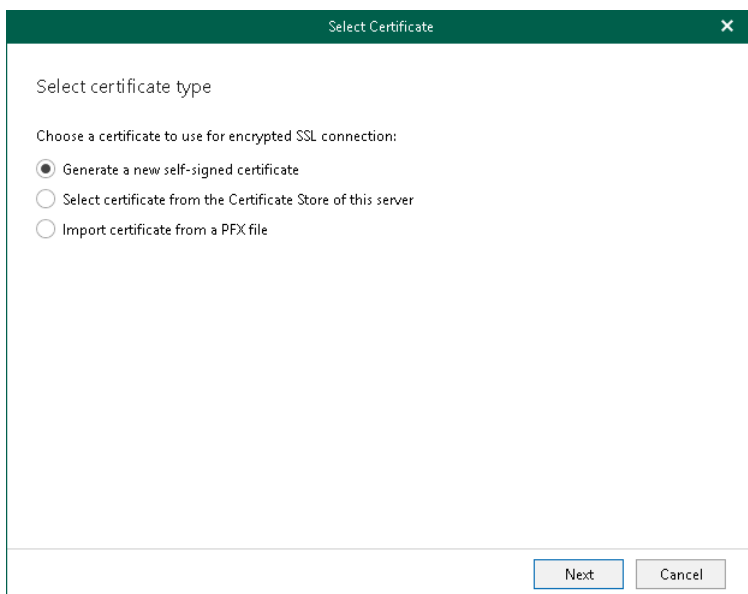 Select Certificate
Select certificate type
Choose a certificate to use for encrypted SSL connection:
Generate a new self-signed certificate
Select certificate from the Certificate Store of this server
Import certificate from a PFX file
Next Cancel